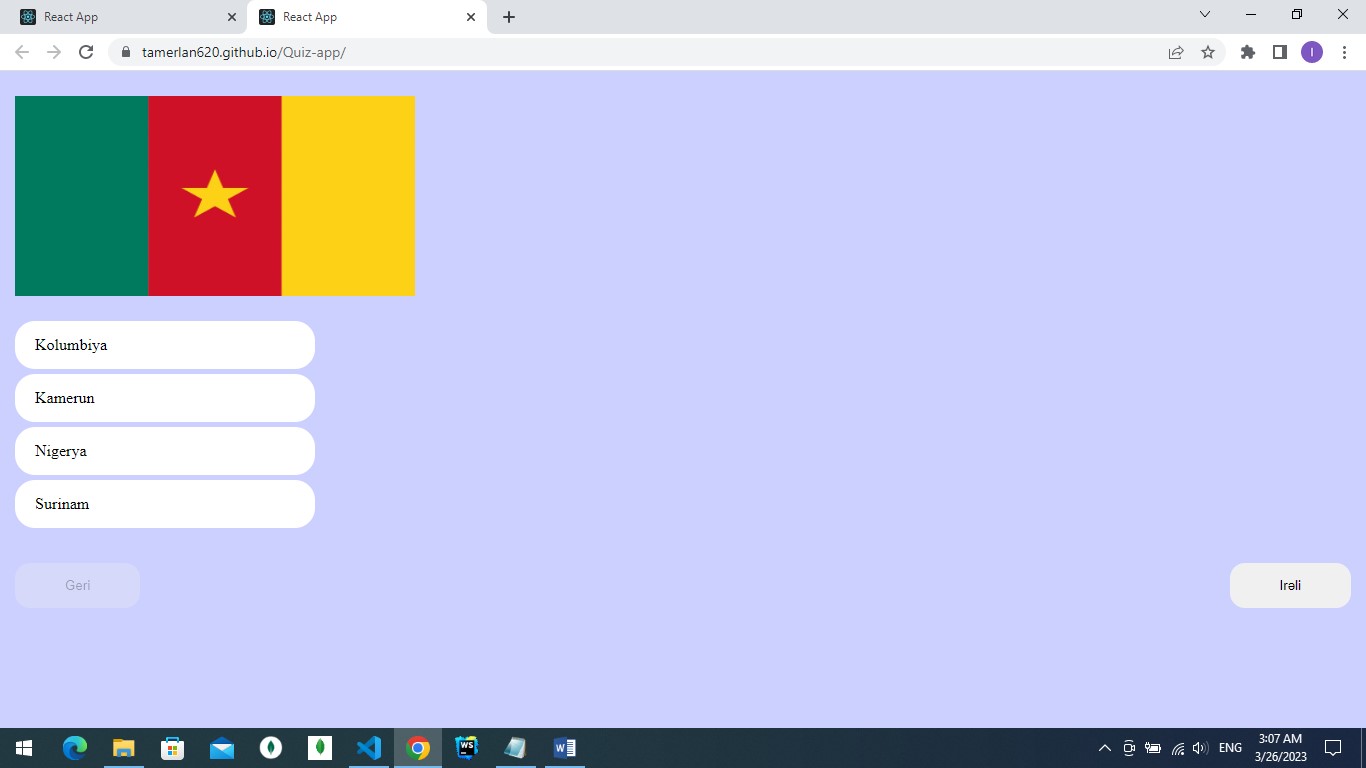 React App
React App
tamerlan620.github.io/Quiz-app/
I
Kolumbiya
Kamerun
Nigerya
Surinam
Geri
Irəli
WS
W
ENG
3:07 AM
3/26/2023